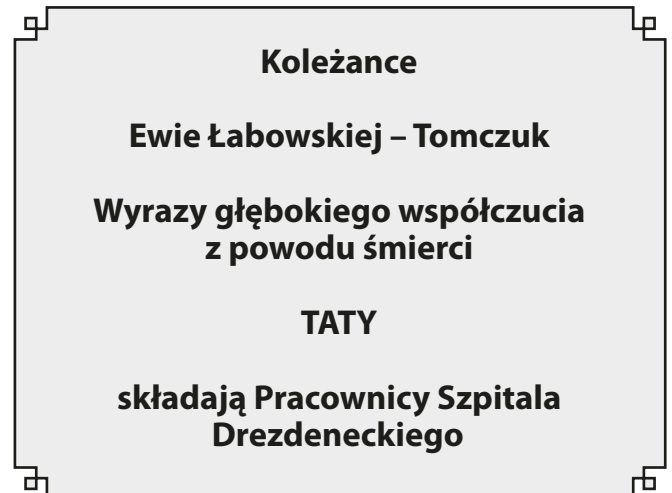 Koleżance
Ewie Łabowskiej – Tomczuk
Wyrazy głębokiego współczucia
z powodu śmierci
TATY
składają Pracownicy Szpitala
Drezdeneckiego